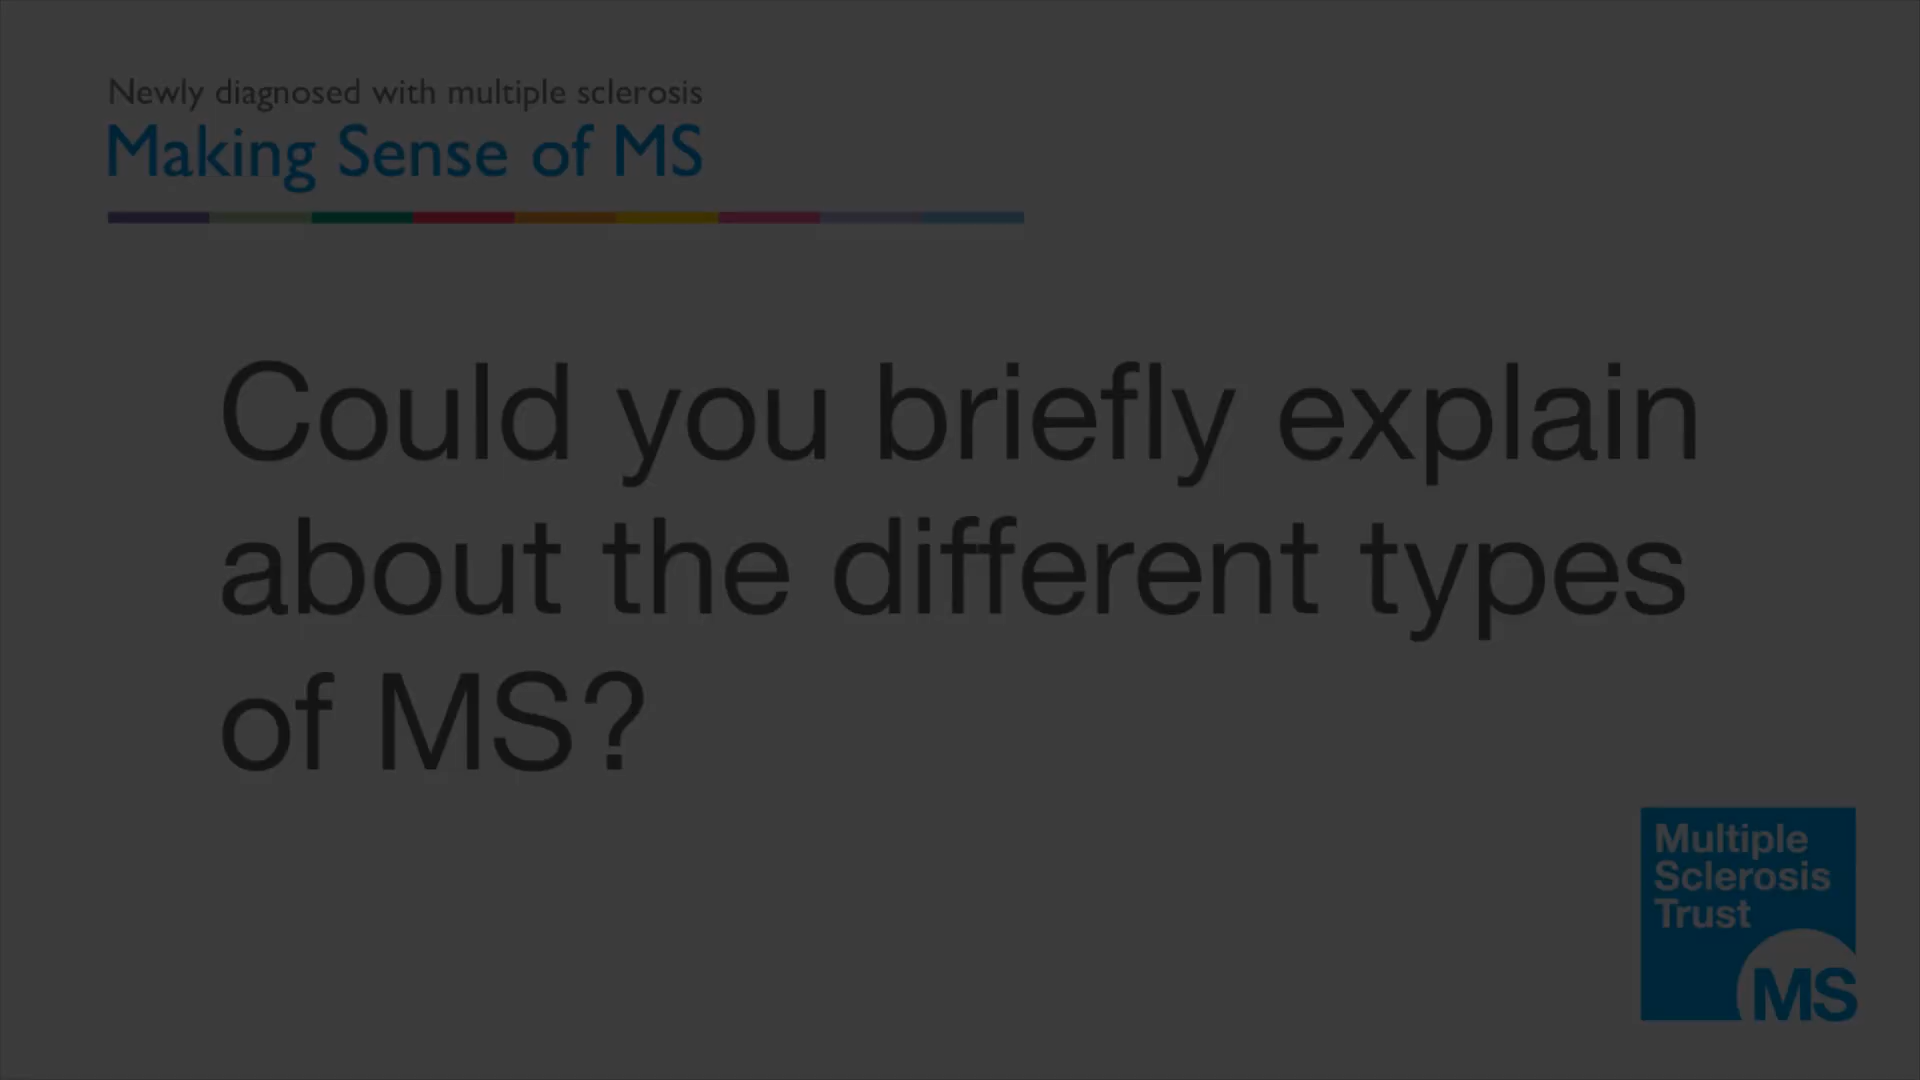 Newly diagnosed with multiple sclerosis
Making Sense of MS
Could you briefly explain
about the different types
of MS?
Multiple
Sclerosis
Trust
MS